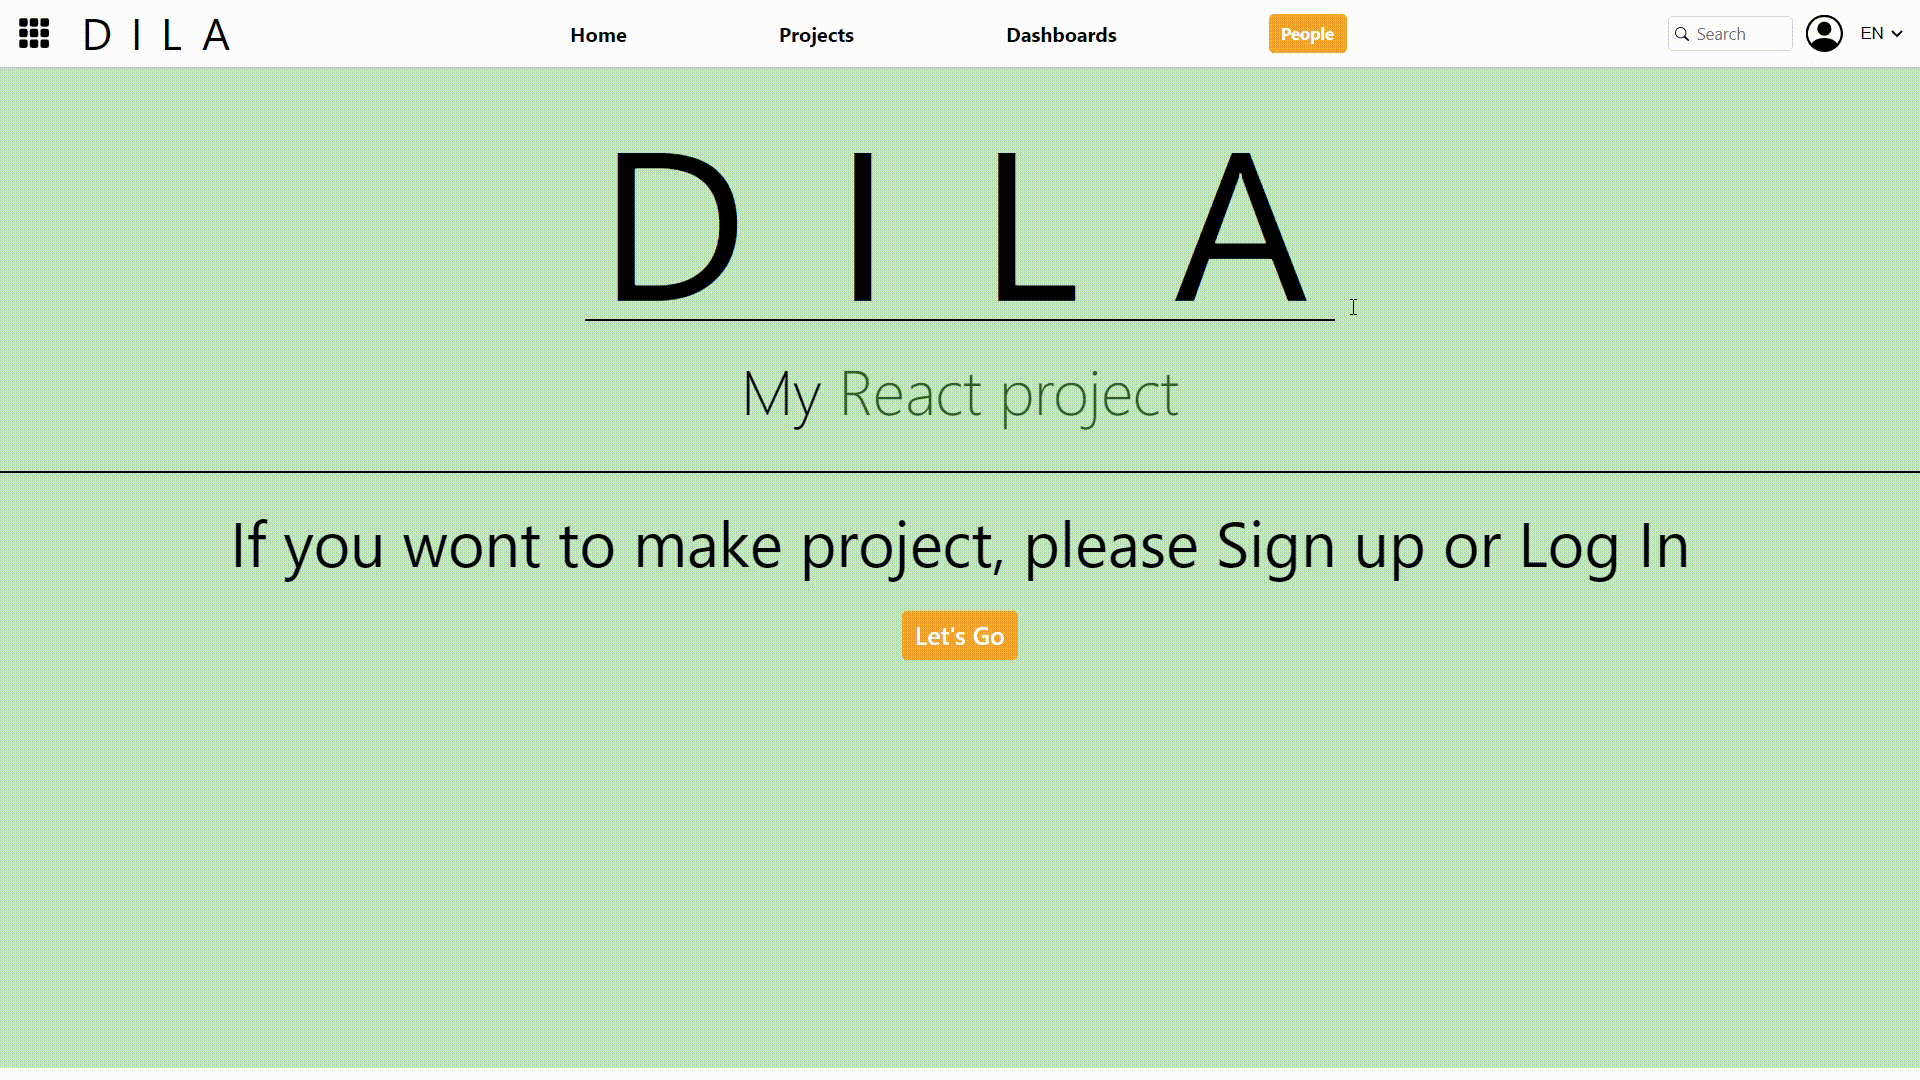 D I L A
Home Projects Dashboards People Search EN
D I L A
My React project
If you wont to make project, please Sign up or Log In
Let's Go